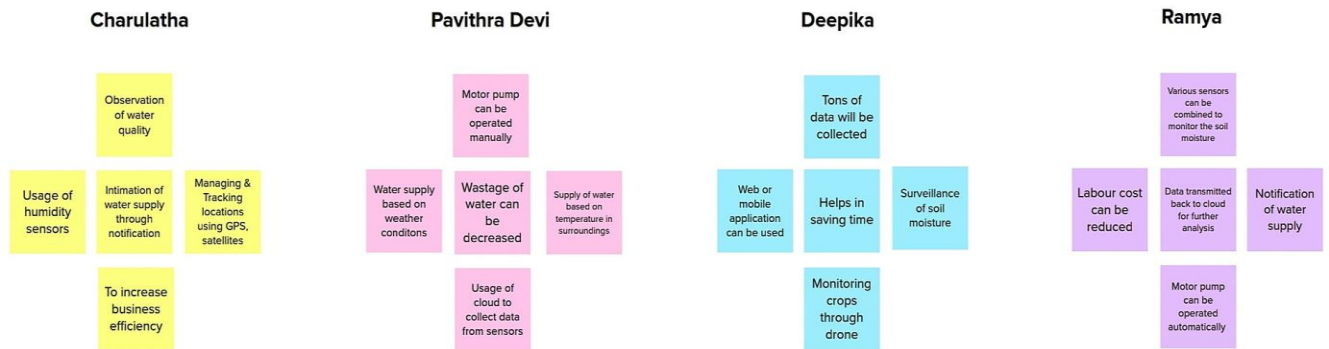 Charulatha
Observation
of water
quality
Usage of
humidity
sensors
Intimation of
water supply
through
notification
Managing &
Tracking
locations
using GPS,
satellites
To increase
business
efficiency
Pavithra Devi
Motor pump
can be
operated
manually
Water supply
based on
weather
conditons
Wastage of
water can
be
decreased
Supply of water
based on
temperature in
surroundings
Usage of
cloud to
collect data
from sensors
Deepika
Tons of
data will be
collected
Web or
mobile
application
can be used
Helps in
saving time
Surveillance
of soil
moisture
Monitoring
crops
through
drone
Ramya
Various sensors
can be
combined to
monitor the soil
moisture
Labour cost
can be
reduced
Data transmitted
back to cloud
for further
analysis
Notification
of water
supply
Motor pump
can be
operated
automatically